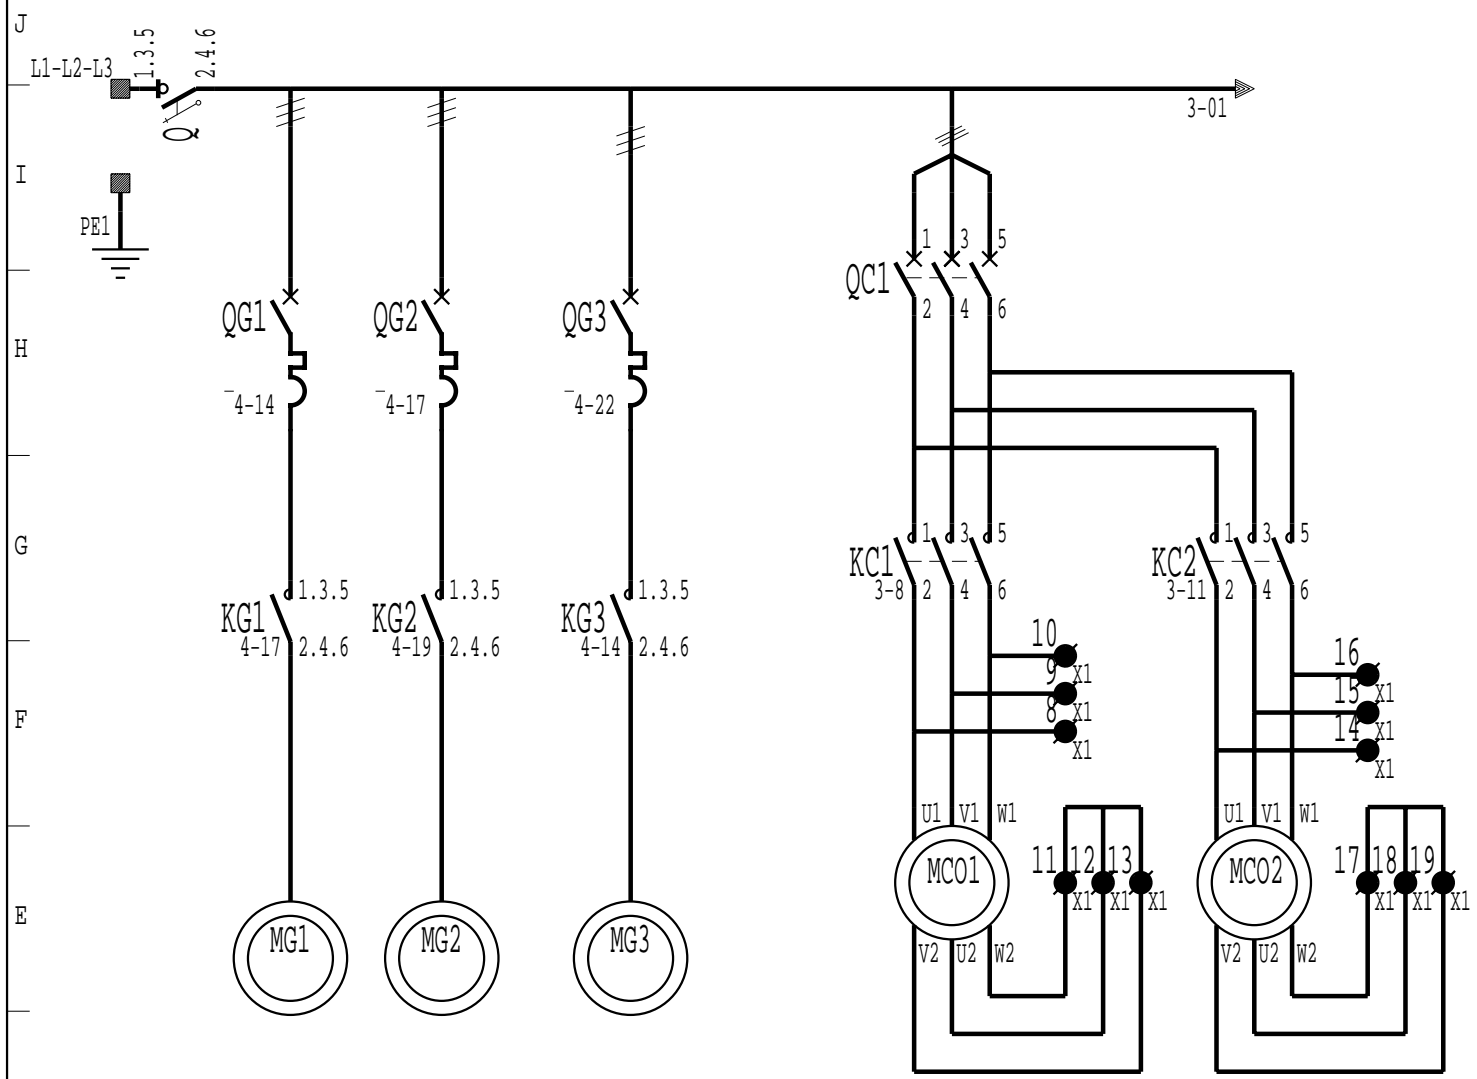 J
1.3.5
2.4.6
L1-L2-L3
3-01
Q
I
PE1
1 3 5
QC1
2 4 6
QG1 QG2 QG3
H
4-14 4-17 4-22
G
1 3 5
1 3 5
KC1 KC2
3-8 2 4 6
3-11 2 4 6
1.3.5 1.3.5 1.3.5
KG1 KG2 KG3
4-17 2.4.6 4-19 2.4.6 4-14 2.4.6
10 X1
9 X1
8 X1
16 X1
15 X1
14 X1
F
U1 V1 W1
U1 V1 W1
MCO1 MCO2
11 12 13
17 18 19
X1 X1 X1
X1 X1 X1
E
MG1 MG2 MG3
V2 U2 W2
V2 U2 W2